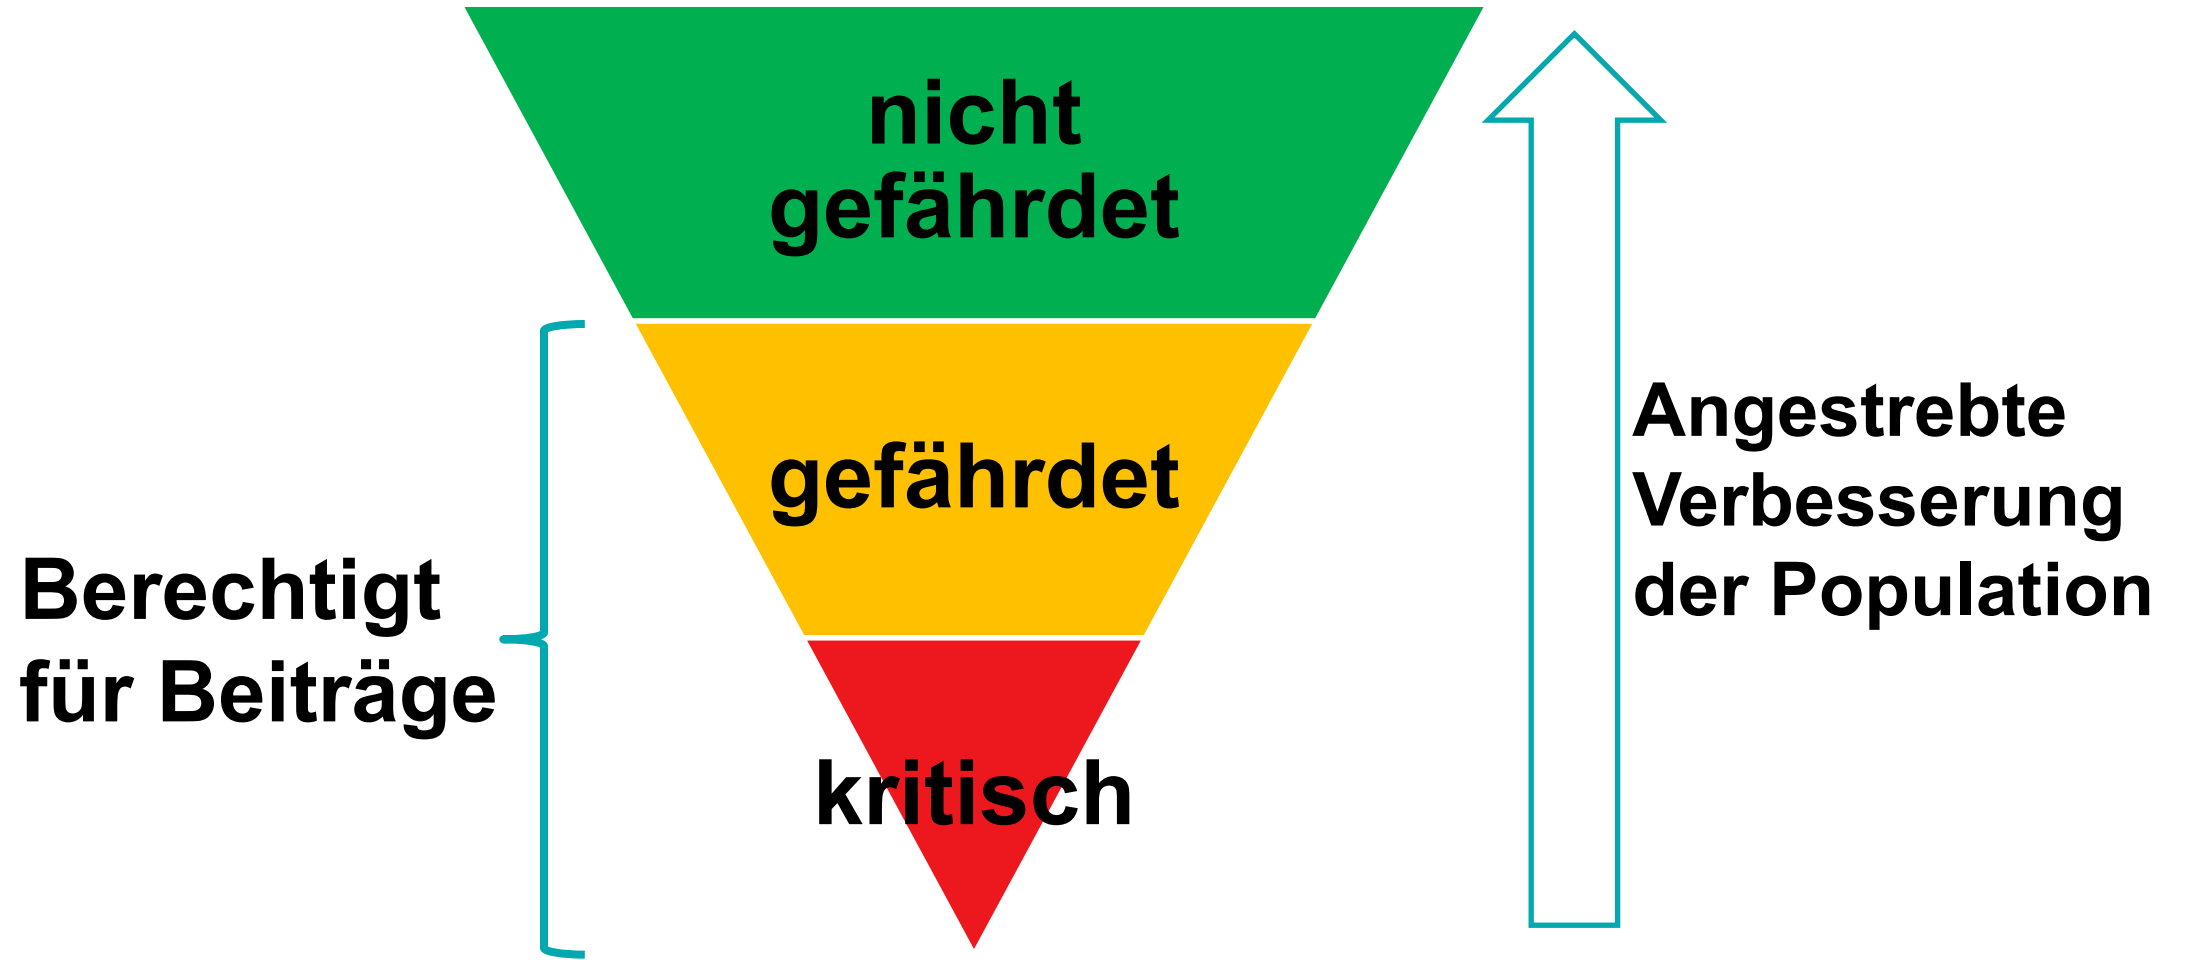 nicht
gefährdet
gefährdet
kritisch
Berechtigt
für Beiträge
Angestrebte
Verbesserung
der Population